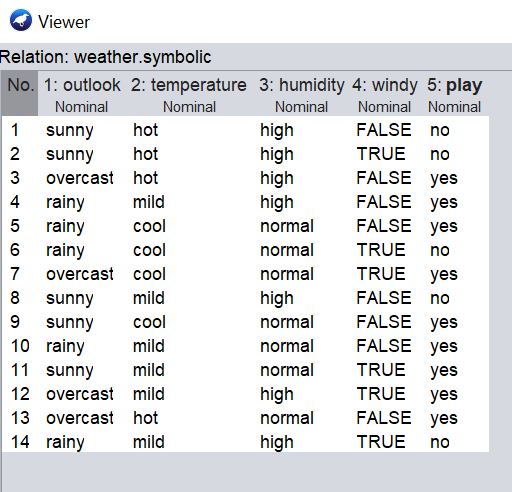 Viewer
Relation: weather.symbolic
No. 1: outlook 2: temperature 3: humidity 4: windy 5: play
Nominal Nominal Nominal Nominal Nominal
1 sunny hot high FALSE no
2 sunny hot high TRUE no
3 overcast hot high FALSE yes
4 rainy mild high FALSE yes
5 rainy cool normal FALSE yes
6 rainy cool normal TRUE no
7 overcast cool normal TRUE yes
8 sunny mild high FALSE no
9 sunny cool normal FALSE yes
10 rainy mild normal FALSE yes
11 sunny mild normal TRUE yes
12 overcast mild high TRUE yes
13 overcast hot normal FALSE yes
14 rainy mild high TRUE no